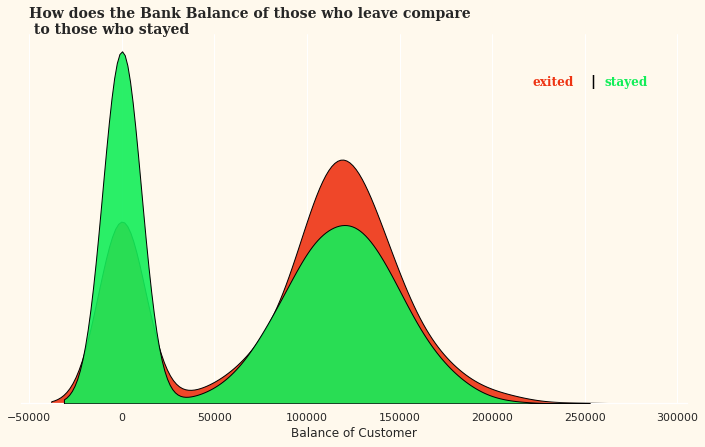 How does the Bank Balance of those who leave compare
to those who stayed
exited | stayed
−50000 0 50000 100000 150000 200000 250000 300000
Balance of Customer